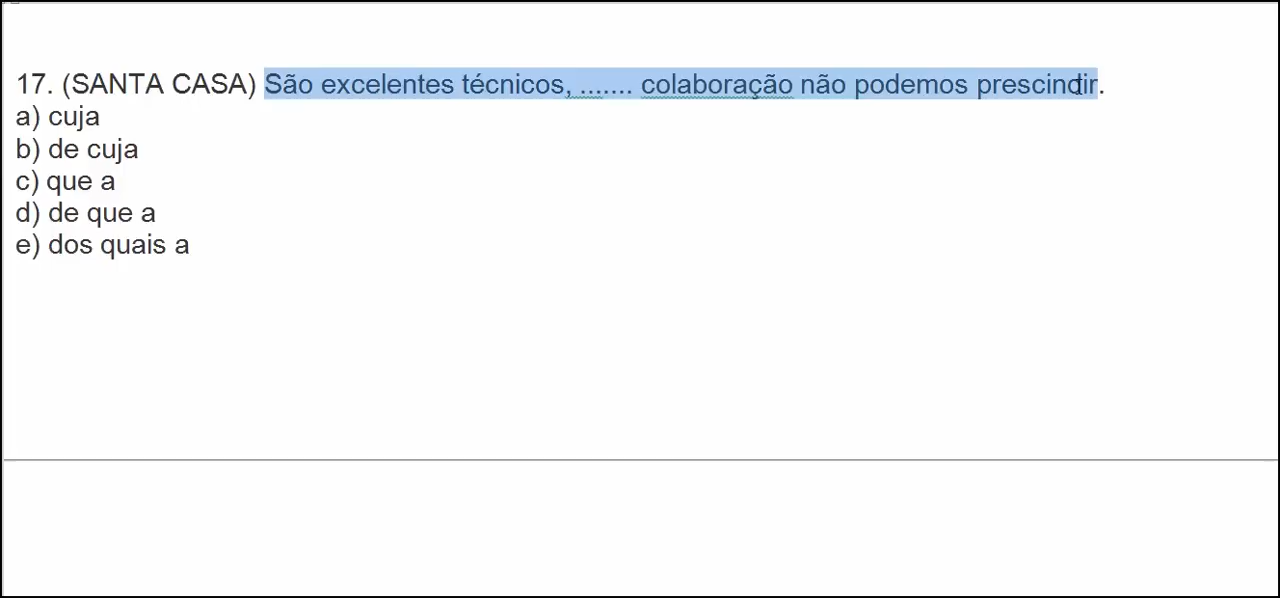 17. (SANTA CASA) São excelentes técnicos, ....... colaboração não podemos prescindir.
a) cuja
b) de cuja
c) que a
d) de que a
e) dos quais a